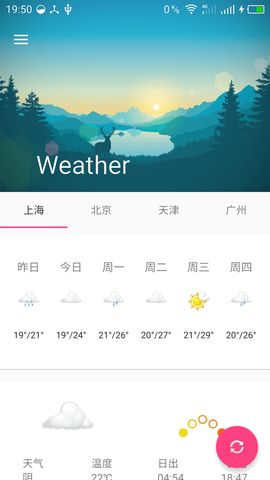 19:50 0%
Weather
上海 北京 天津 广州
昨日 今日 周一 周二 周三 周四
19°/21° 19°/24° 21°/26° 20°/27° 21°/29° 20°/26°
天气 温度 日出
阴 22℃ 04:54 18:47